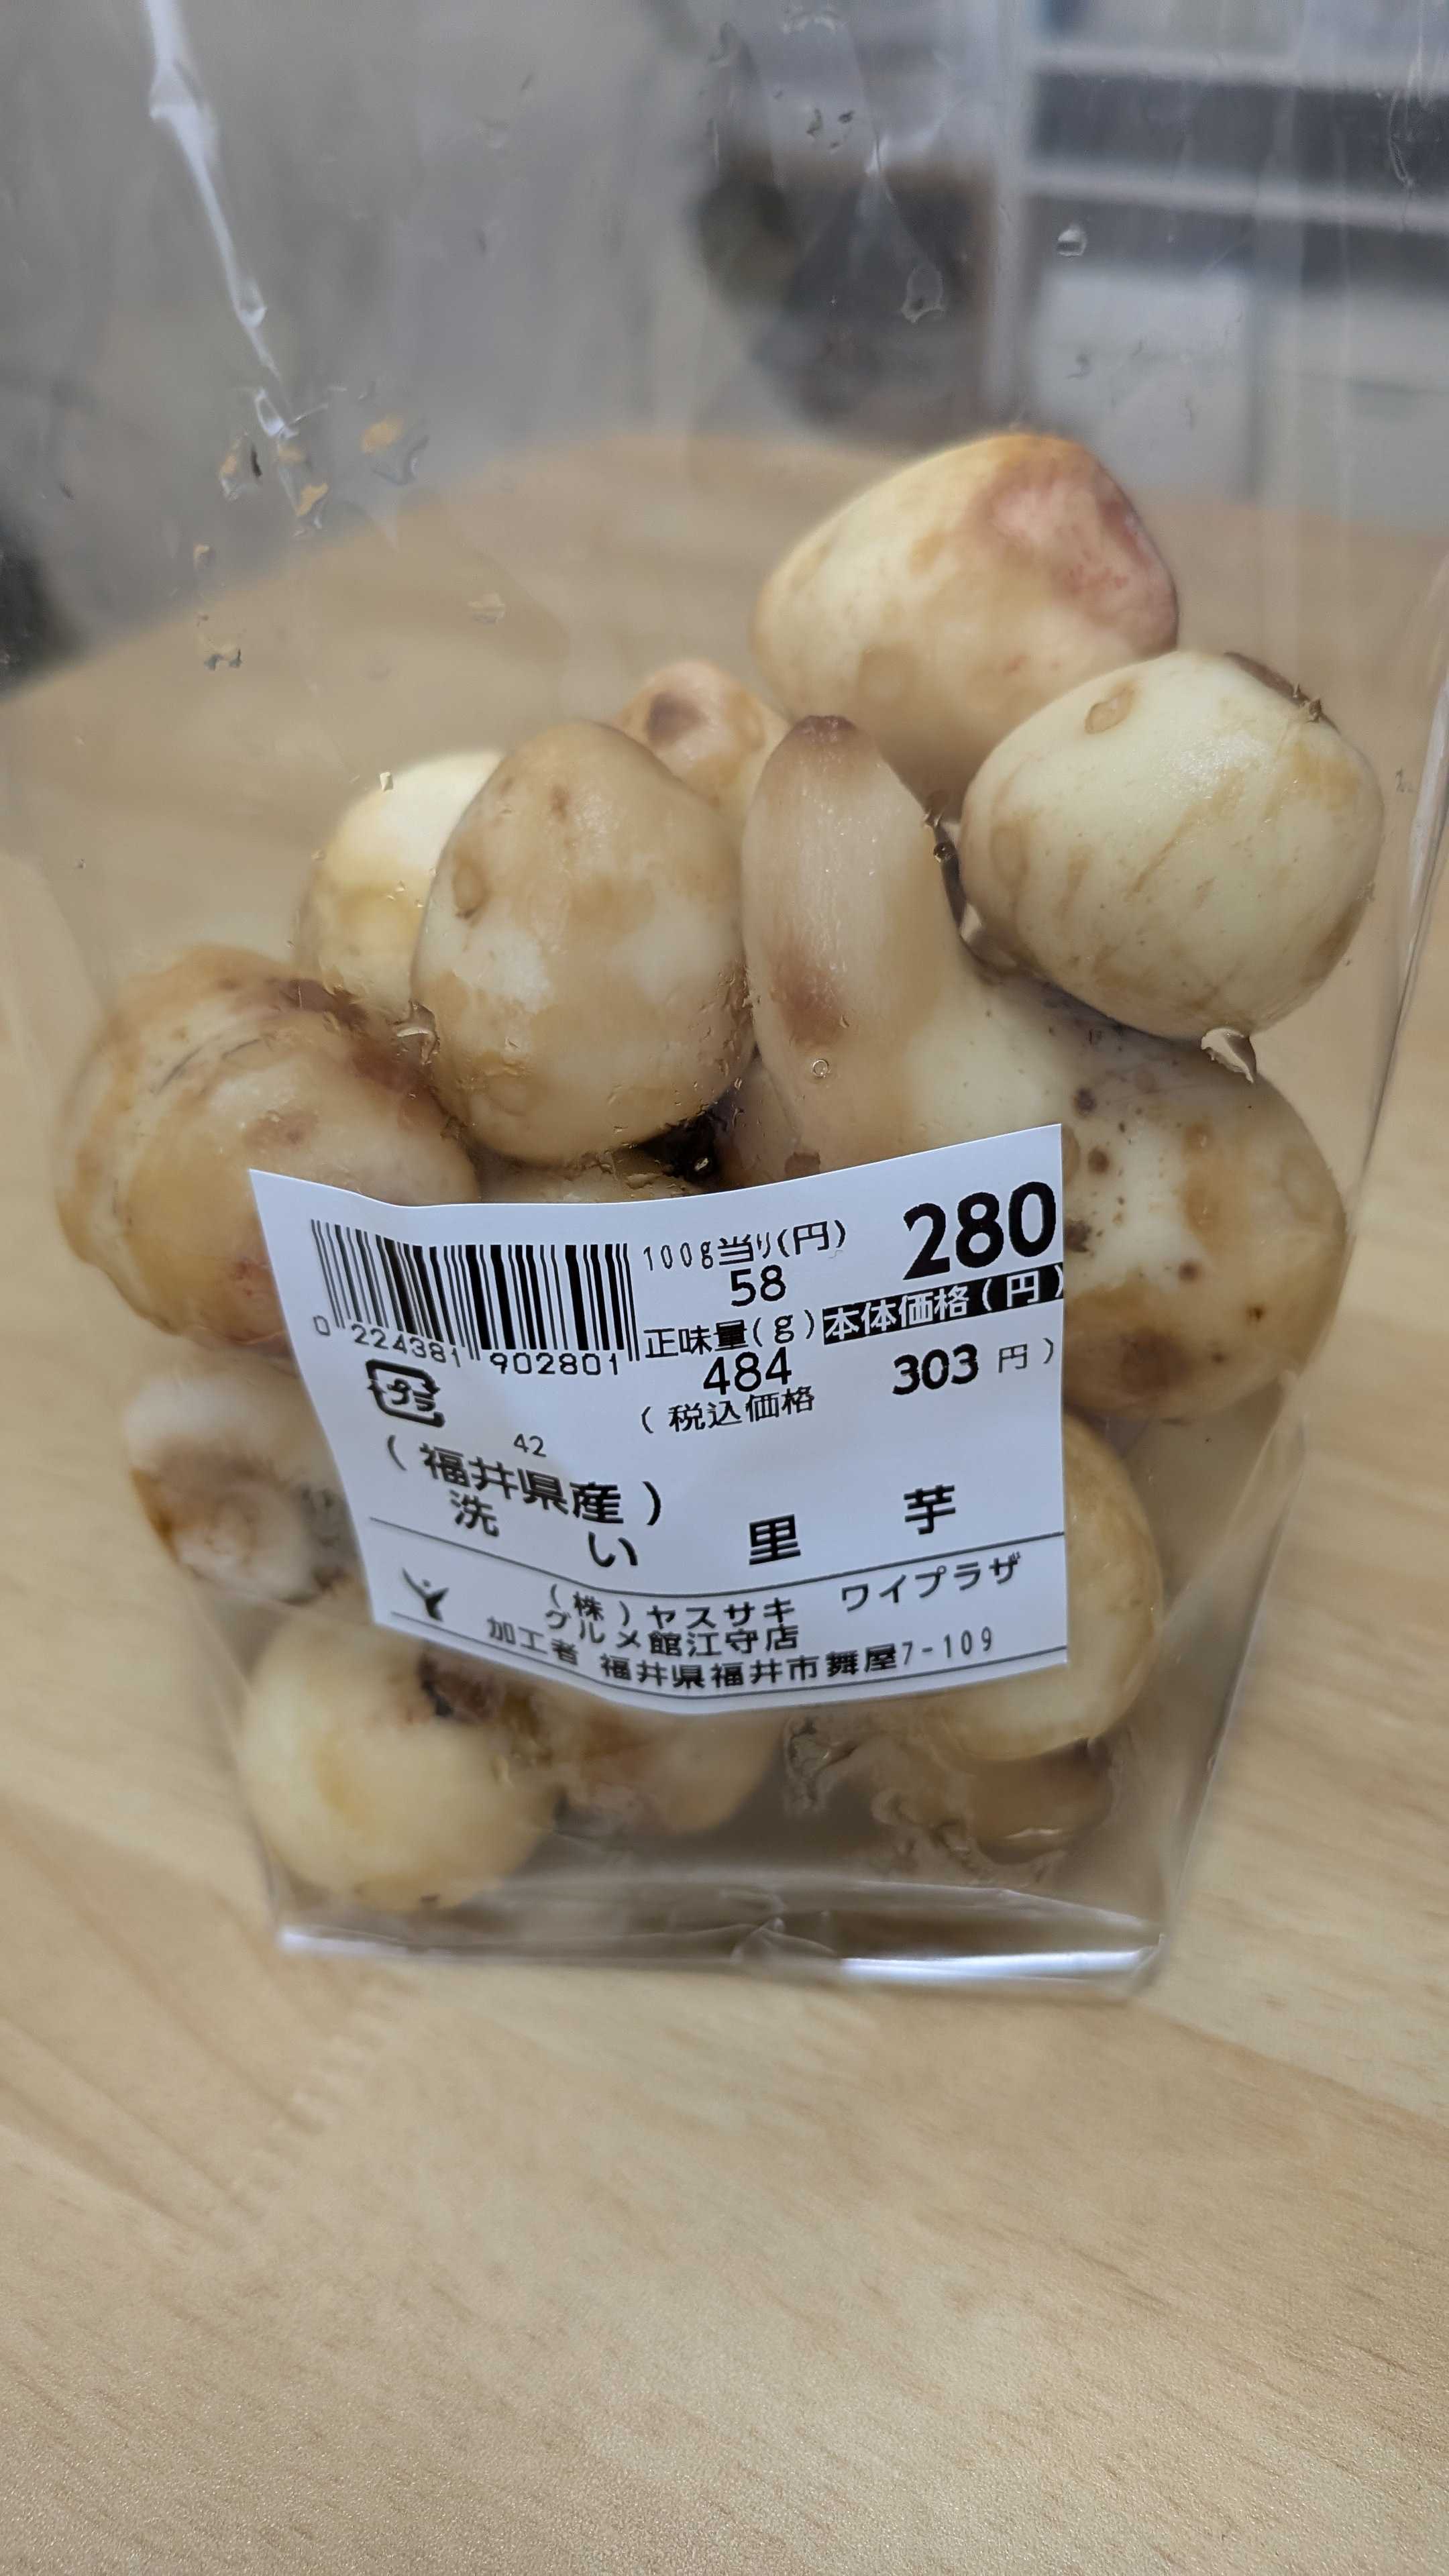 100g当り(円)
58
280
本体価格(円)
正味量(g)
484
(税込価格 303円)
0 224381 902801
プラ
42
(福井県産)
洗い里芋
(株)ヤスサキ ワイプラザ
グルメ館江守店
加工者 福井県福井市舞屋7-109